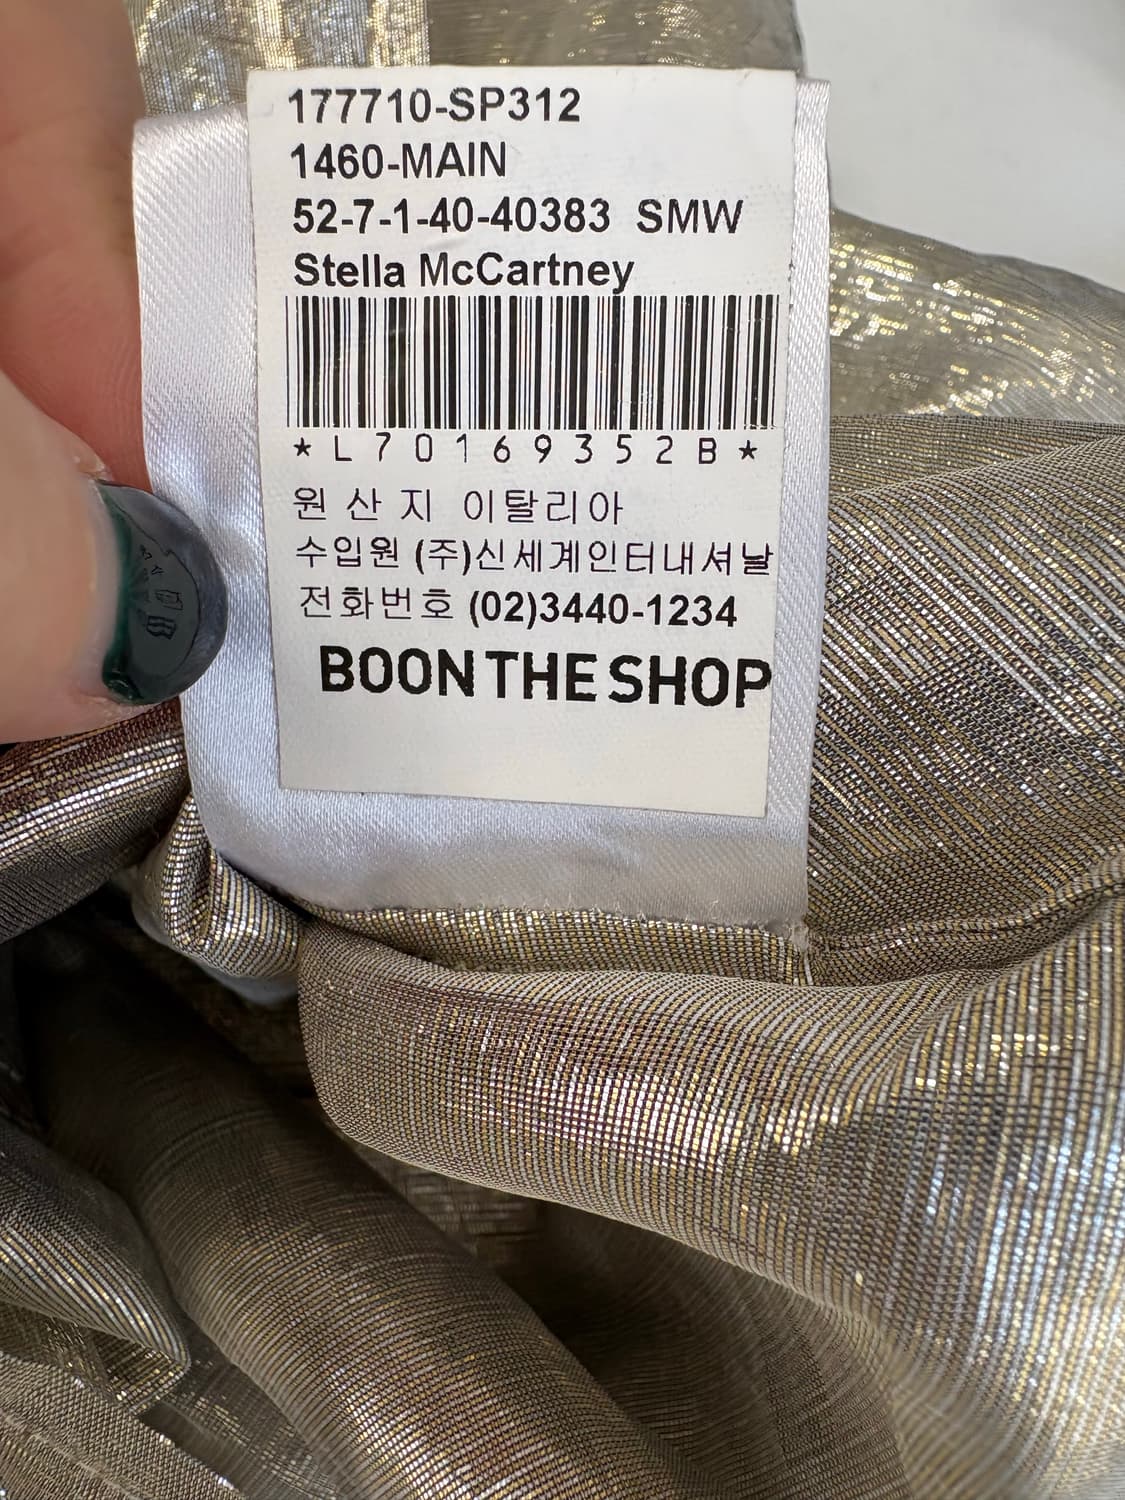 177710-SP312
1460-MAIN
52-7-1-40-40383 SMW
Stella McCartney
*L70169352B*
원산지 이탈리아
수입원 (주)신세계인터내셔날
전화번호 (02)3440-1234
BOON THE SHOP